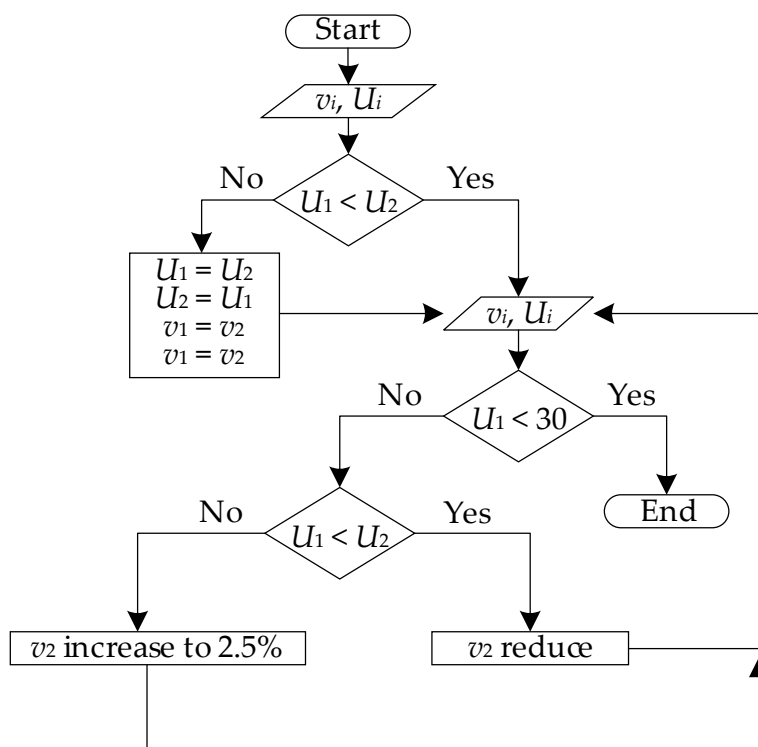 Start
vi, Ui
No
Yes
U1 < U2
U1 = U2
U2 = U1
v1 = v2
v1 = v2
vi, Ui
No
Yes
U1 < 30
End
No
Yes
U1 < U2
v2 increase to 2.5%
v2 reduce